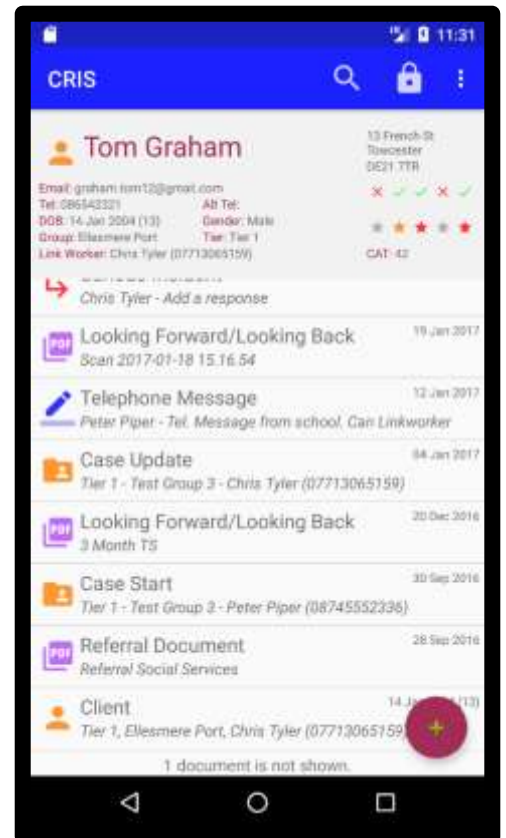 11:31
CRIS
Tom Graham
13 French St
Towcester
DE21 7TR
Email: graham.tom12@gmail.com
Tel: 086543321 Alt Tel:
DOB: 14 Jan 2004 (13) Gender: Male
Group: Ellesmere Port Tier: Tier 1
Link Worker: Chris Tyler (07713065159)
CAT: 42
Chris Tyler - Add a response
Looking Forward/Looking Back 19 Jan 2017
Scan 2017-01-18 15.16.54
Telephone Message 12 Jan 2017
Peter Piper - Tel. Message from school. Can Linkworker
Case Update 04 Jan 2017
Tier 1 - Test Group 3 - Chris Tyler (07713065159)
Looking Forward/Looking Back 20 Dec 2016
3 Month TS
Case Start 30 Sep 2016
Tier 1 - Test Group 3 - Peter Piper (08745552336)
Referral Document 28 Sep 2016
Referral Social Services
Client 14 (13)
Tier 1, Ellesmere Port, Chris Tyler (07713065159)
1 document is not shown.